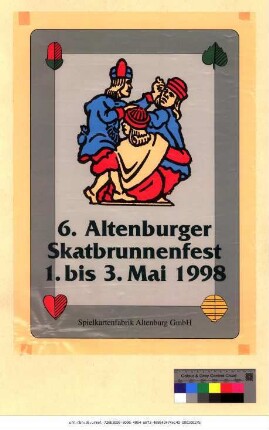 6. Altenburger
Skatbrunnenfest
1. bis 3. Mai 1998
Spielkartenfabrik Altenburg GmbH